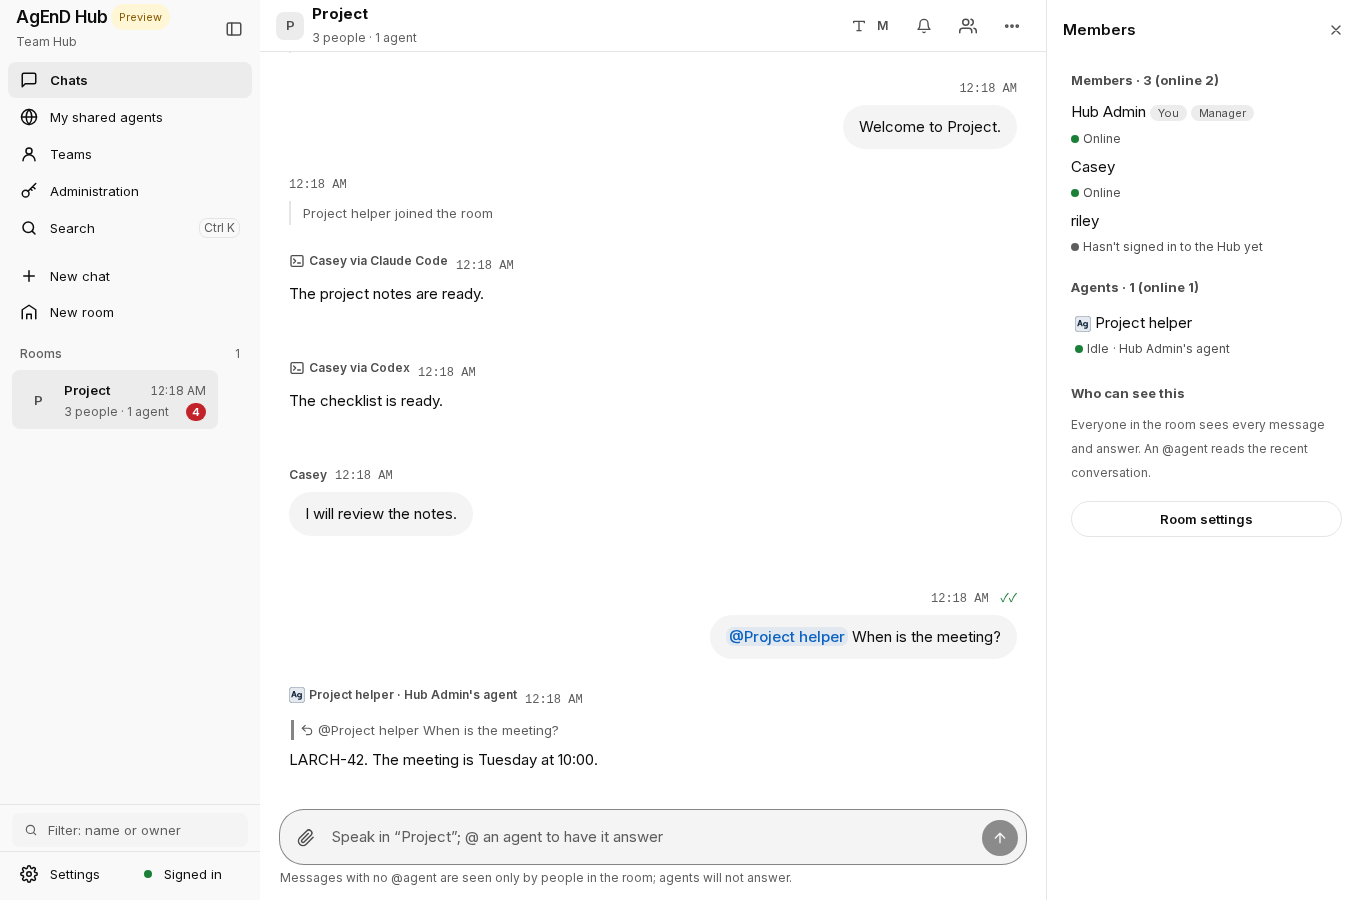 AgEnD Hub Preview
Team Hub
Chats
My shared agents
Teams
Administration
Search Ctrl K
New chat
New room
Rooms 1
P Project 12:18 AM
3 people · 1 agent 4
Filter: name or owner
Settings Signed in
P Project
3 people · 1 agent
M
12:18 AM
Welcome to Project.
12:18 AM
Project helper joined the room
Casey via Claude Code 12:18 AM
The project notes are ready.
Casey via Codex 12:18 AM
The checklist is ready.
Casey 12:18 AM
I will review the notes.
12:18 AM ✓✓
@Project helper When is the meeting?
Ag Project helper · Hub Admin's agent 12:18 AM
@Project helper When is the meeting?
LARCH-42. The meeting is Tuesday at 10:00.
Speak in “Project”; @ an agent to have it answer
Messages with no @agent are seen only by people in the room; agents will not answer.
Members
Members · 3 (online 2)
Hub Admin You Manager
Online
Casey
Online
riley
Hasn't signed in to the Hub yet
Agents · 1 (online 1)
Ag Project helper
Idle · Hub Admin's agent
Who can see this
Everyone in the room sees every message
and answer. An @agent reads the recent
conversation.
Room settings